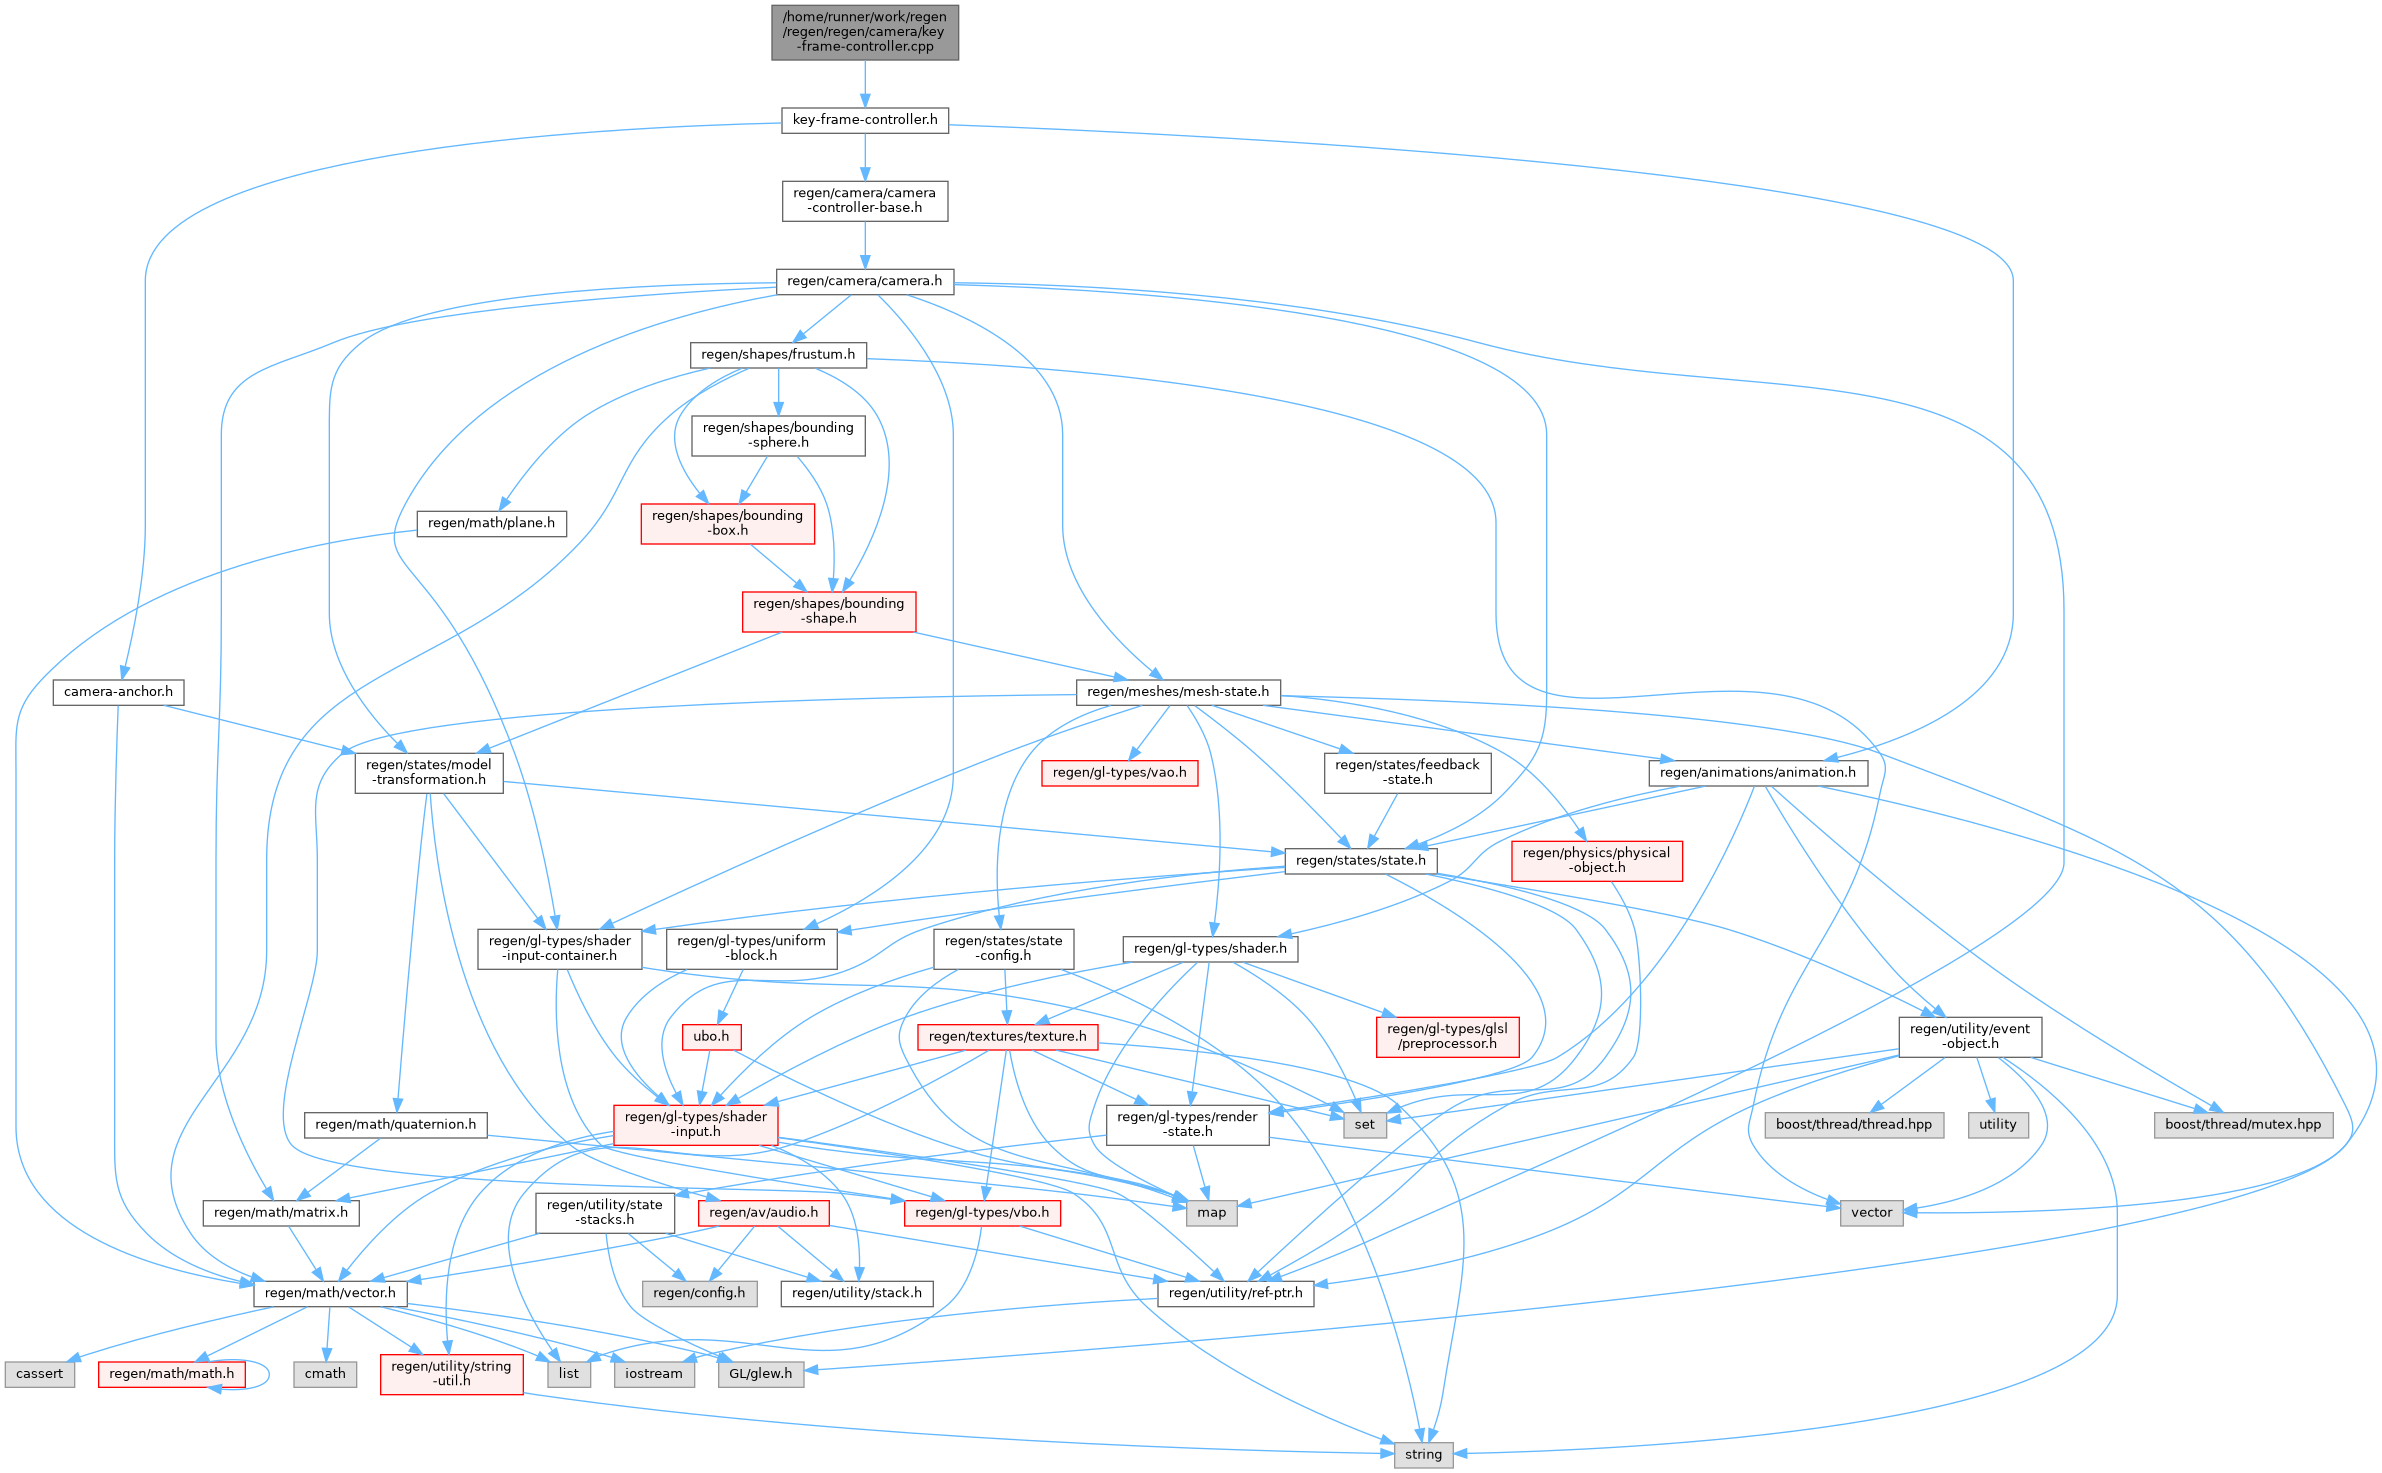 /home/runner/work/regen
/regen/regen/camera/key
-frame-controller.cpp
key-frame-controller.h
regen/camera/camera
-controller-base.h
regen/camera/camera.h
regen/shapes/frustum.h
regen/shapes/bounding
-sphere.h
regen/math/plane.h
regen/shapes/bounding
-box.h
regen/shapes/bounding
-shape.h
camera-anchor.h
regen/meshes/mesh-state.h
regen/states/model
-transformation.h
regen/gl-types/vao.h
regen/states/feedback
-state.h
regen/animations/animation.h
regen/states/state.h
regen/physics/physical
-object.h
regen/gl-types/shader
-input-container.h
regen/gl-types/uniform
-block.h
regen/states/state
-config.h
regen/gl-types/shader.h
ubo.h
regen/textures/texture.h
regen/gl-types/glsl
/preprocessor.h
regen/utility/event
-object.h
regen/math/quaternion.h
regen/gl-types/shader
-input.h
regen/gl-types/render
-state.h
set
boost/thread/thread.hpp
utility
boost/thread/mutex.hpp
regen/math/matrix.h
regen/utility/state
-stacks.h
regen/av/audio.h
regen/gl-types/vbo.h
map
vector
regen/math/vector.h
regen/config.h
regen/utility/stack.h
regen/utility/ref-ptr.h
cassert
regen/math/math.h
cmath
regen/utility/string
-util.h
list
iostream
GL/glew.h
string